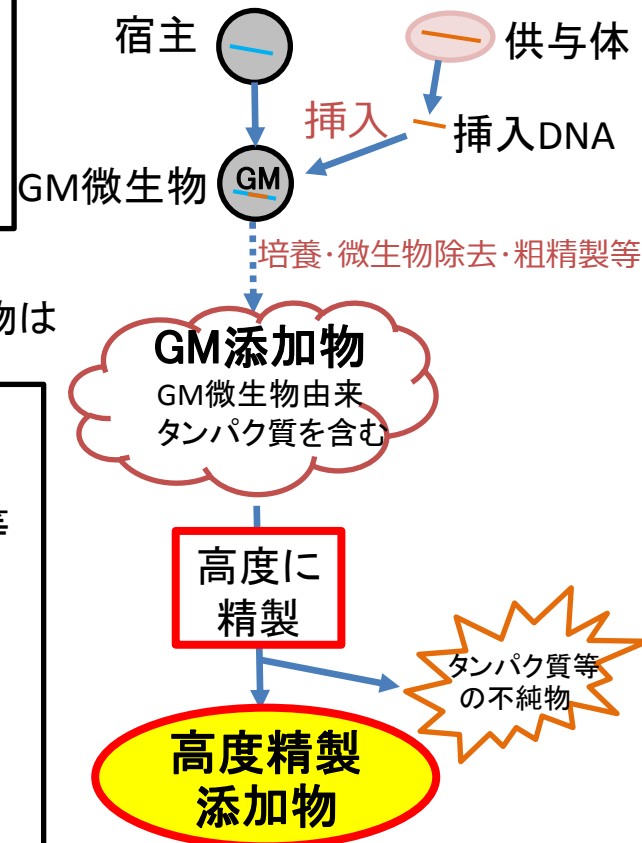 宿主
供与体
挿入
挿入DNA
GM微生物
GM
培養・微生物除去・粗精製等
物は
GM添加物
GM微生物由来
タンパク質を含む
等
高度に
精製
タンパク質等
の不純物
高度精製
添加物